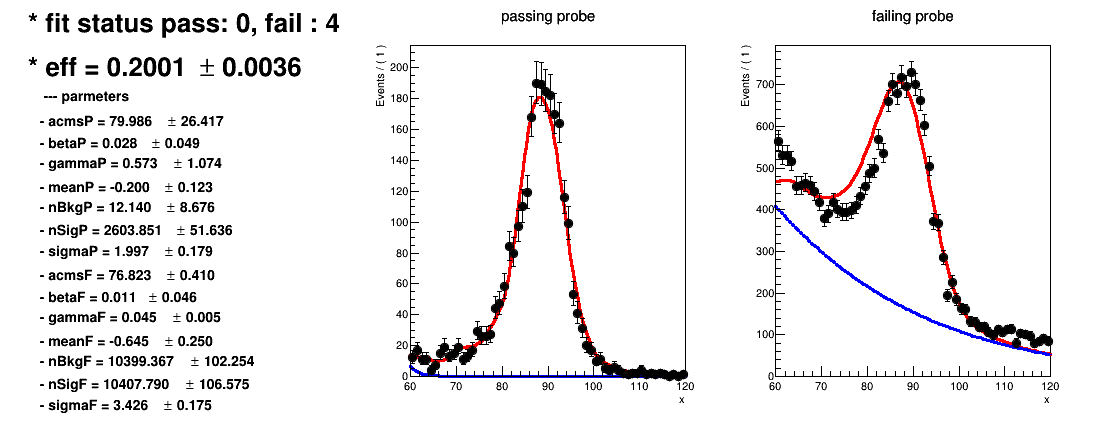 * fit status pass: 0, fail : 4
* eff = 0.2001 ± 0.0036
--- parmeters
- acmsP = 79.986 ± 26.417
- betaP = 0.028 ± 0.049
- gammaP = 0.573 ± 1.074
- meanP = -0.200 ± 0.123
- nBkgP = 12.140 ± 8.676
- nSigP = 2603.851 ± 51.636
- sigmaP = 1.997 ± 0.179
- acmsF = 76.823 ± 0.410
- betaF = 0.011 ± 0.046
- gammaF = 0.045 ± 0.005
- meanF = -0.645 ± 0.250
- nBkgF = 10399.367 ± 102.254
- nSigF = 10407.790 ± 106.575
- sigmaF = 3.426 ± 0.175
passing probe
Events / ( 1 )
200
180
160
140
120
100
80
60
40
20
0
60 70 80 90 100 110 120
x
failing probe
Events / ( 1 )
700
600
500
400
300
200
100
0
60 70 80 90 100 110 120
x